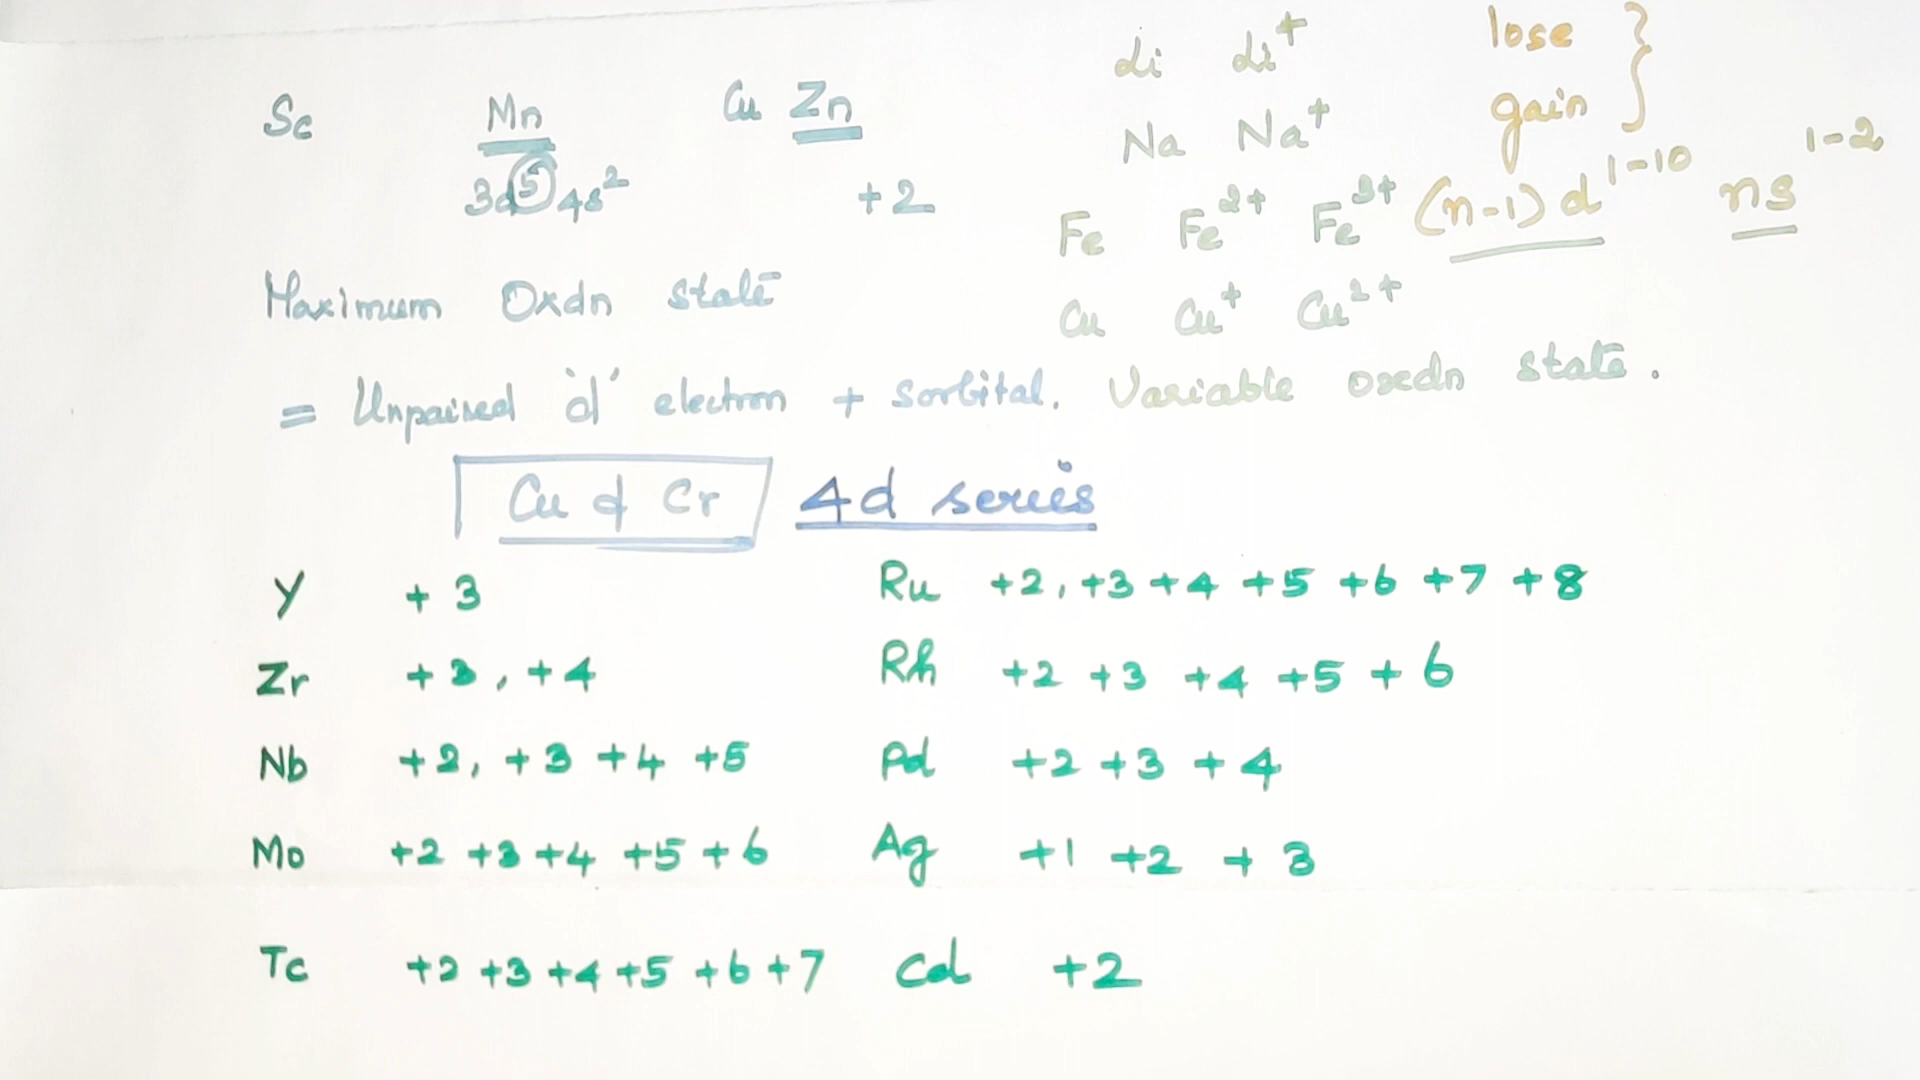 Sc Mn Cu Zn
3d5 4s2 +2
Maximum Oxdn state
= Unpaired 'd' electron + sorbital.
Li Li+
Na Na+
Fe Fe2+ Fe3+
Cu Cu+ Cu2+
Variable oxdn state.
lose
gain
(n-1)d1-10 ns1-2
Cu & Cr 4d series
Y +3
Zr +3, +4
Nb +2, +3 +4 +5
Mo +2 +3 +4 +5 +6
Tc +2 +3 +4 +5 +6 +7
Ru +2, +3 +4 +5 +6 +7 +8
Rh +2 +3 +4 +5 +6
Pd +2 +3 +4
Ag +1 +2 +3
Cd +2